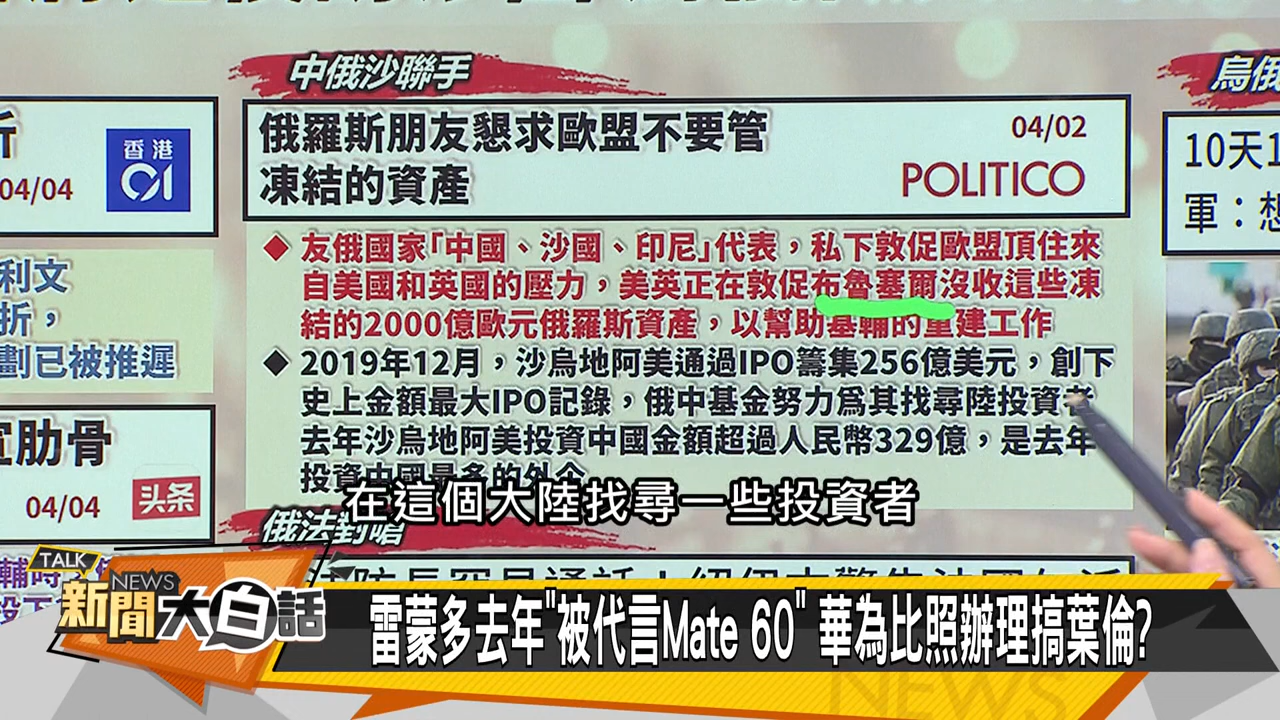 中俄沙聯手
烏俄
俄羅斯朋友懇求歐盟不要管
凍結的資產
04/02
POLITICO
香港
01
04/04
10天1
軍：想
◆ 友俄國家「中國、沙國、印尼」代表，私下敦促歐盟頂住來
自美國和英國的壓力，美英正在敦促布魯塞爾沒收這些凍
結的2000億歐元俄羅斯資產，以幫助基輔的重建工作
◆ 2019年12月，沙烏地阿美通過IPO籌集256億美元，創下
史上金額最大IPO記錄，俄中基金努力為其找尋陸投資者
去年沙烏地阿美投資中國金額超過人民幣329億，是去年
投資中國最多的外企
利文
折，
劃已被推遲
肋骨
04/04
头条
在這個大陸找尋一些投資者
俄法對嗆
TALK
NEWS
新聞大白話
雷蒙多去年"被代言Mate 60" 華為比照辦理搞葉倫?
NEWS